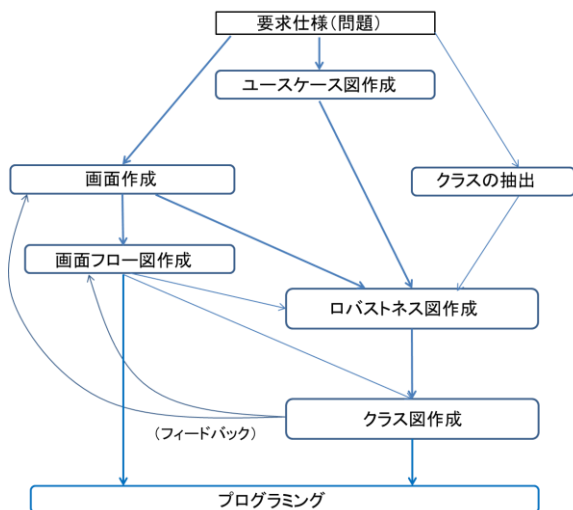 要求仕様(問題)
ユースケース図作成
画面作成
クラスの抽出
画面フロー図作成
ロバストネス図作成
クラス図作成
(フィードバック)
プログラミング